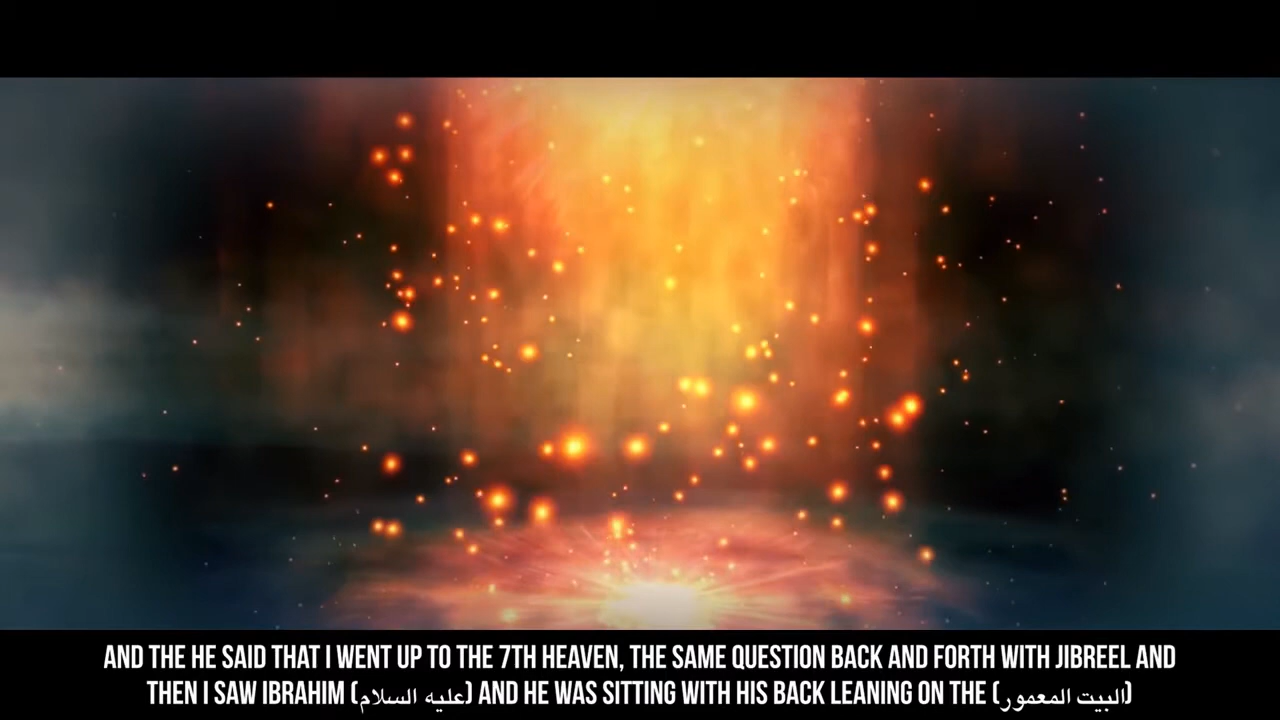 AND THE HE SAID THAT I WENT UP TO THE 7TH HEAVEN, THE SAME QUESTION BACK AND FORTH WITH JIBREEL AND
THEN I SAW IBRAHIM (عليه السلام) AND HE WAS SITTING WITH HIS BACK LEANING ON THE (البيت المعمور)